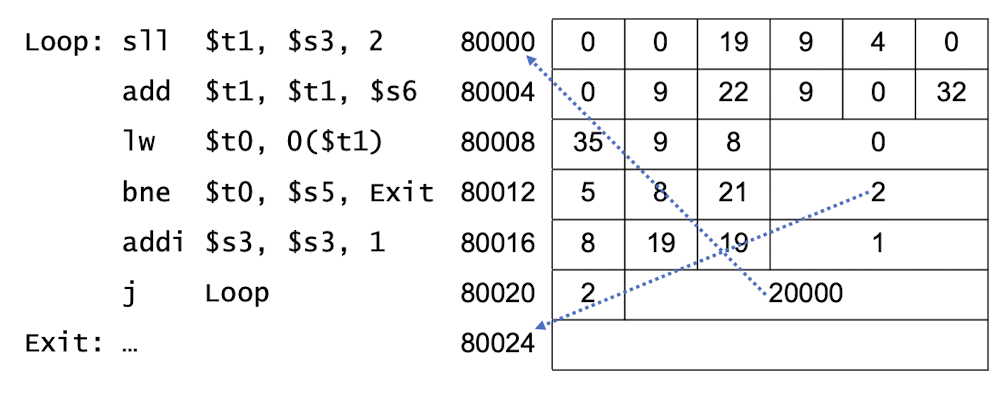 Loop: sll $t1, $s3, 2 80000 0 0 19 9 4 0
add $t1, $t1, $s6 80004 0 9 22 9 0 32
lw $t0, 0($t1) 80008 35 9 8 0
bne $t0, $s5, Exit 80012 5 8 21 2
addi $s3, $s3, 1 80016 8 19 19 1
j Loop 80020 2 20000
Exit: … 80024